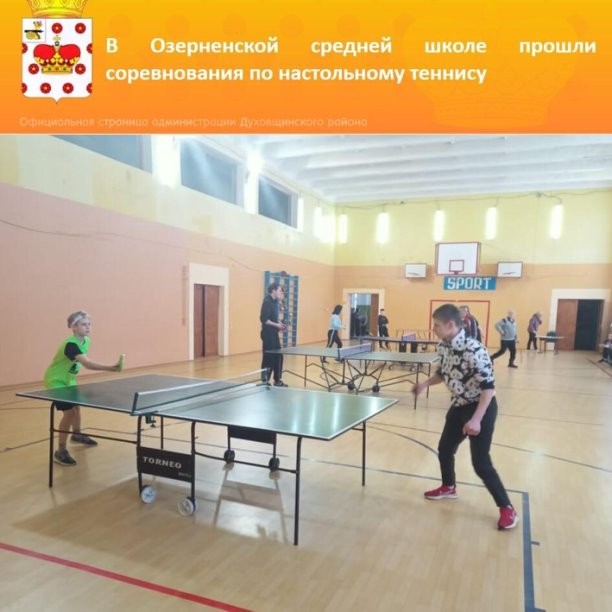 В Озерненской средней школе прошли
соревнования по настольному теннису
Официальная страница администрации Духовщинского района
SPORT
TORNEO